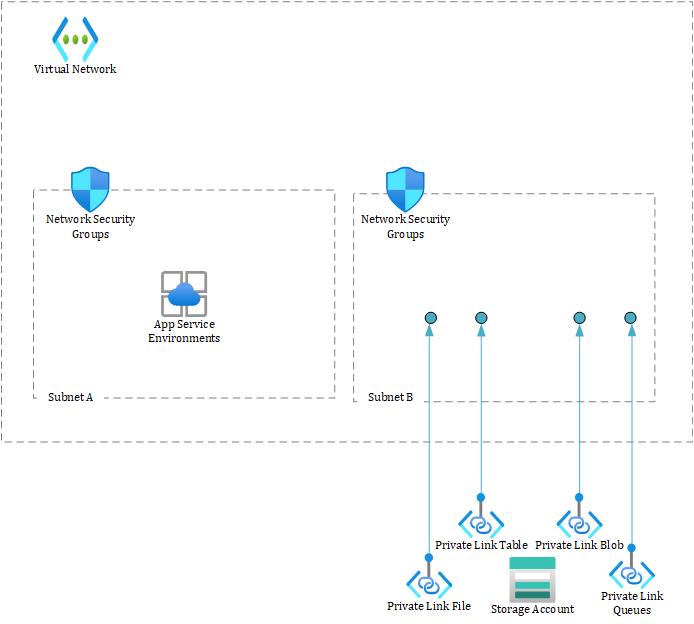 Virtual Network
Network Security
Groups
Network Security
Groups
App Service
Environments
Subnet A
Subnet B
Private Link Table
Private Link Blob
Private Link File
Storage Account
Private Link
Queues